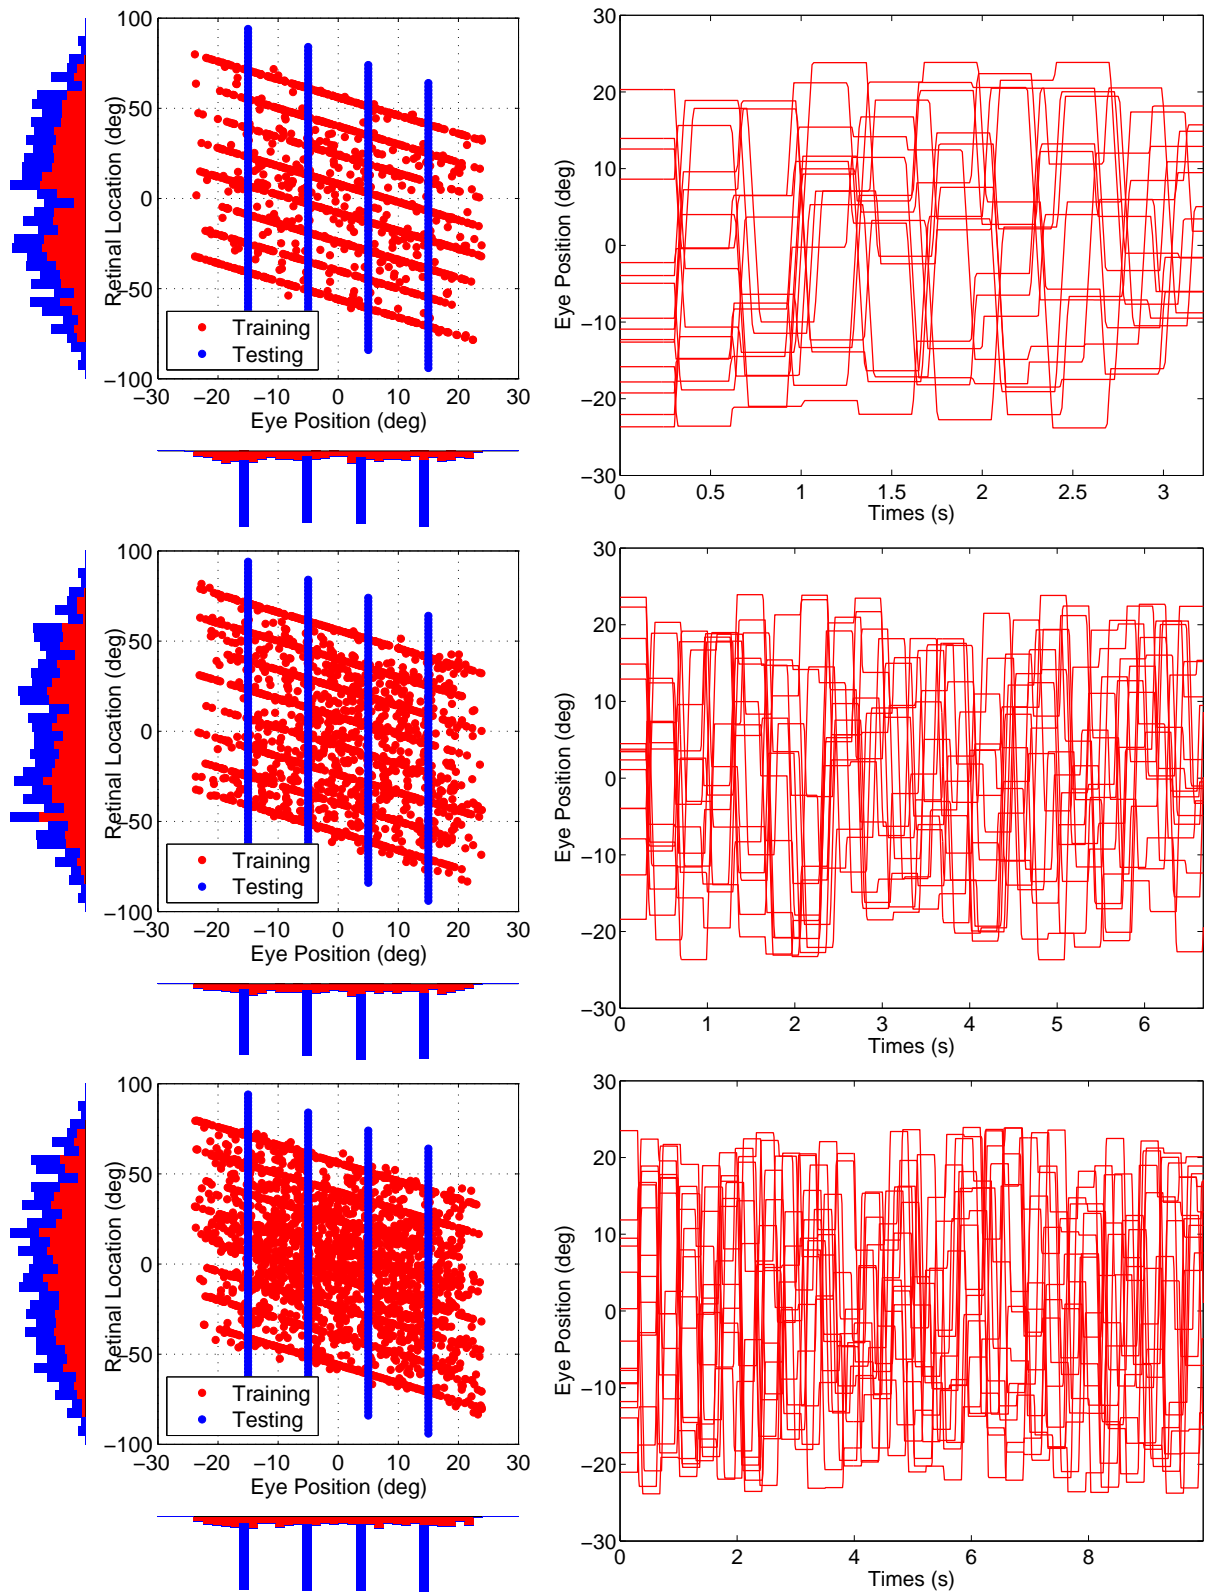 100
50
0
−50
−100
Retinal Location (deg)
Training
Testing
−30 −20 −10 0 10 20 30
Eye Position (deg)
30
20
10
0
−10
−20
−30
Eye Position (deg)
0 0.5 1 1.5 2 2.5 3
Times (s)
100
50
0
−50
−100
Retinal Location (deg)
Training
Testing
−30 −20 −10 0 10 20 30
Eye Position (deg)
30
20
10
0
−10
−20
−30
Eye Position (deg)
0 1 2 3 4 5 6
Times (s)
100
50
0
−50
−100
Retinal Location (deg)
Training
Testing
−30 −20 −10 0 10 20 30
Eye Position (deg)
30
20
10
0
−10
−20
−30
Eye Position (deg)
0 2 4 6 8
Times (s)